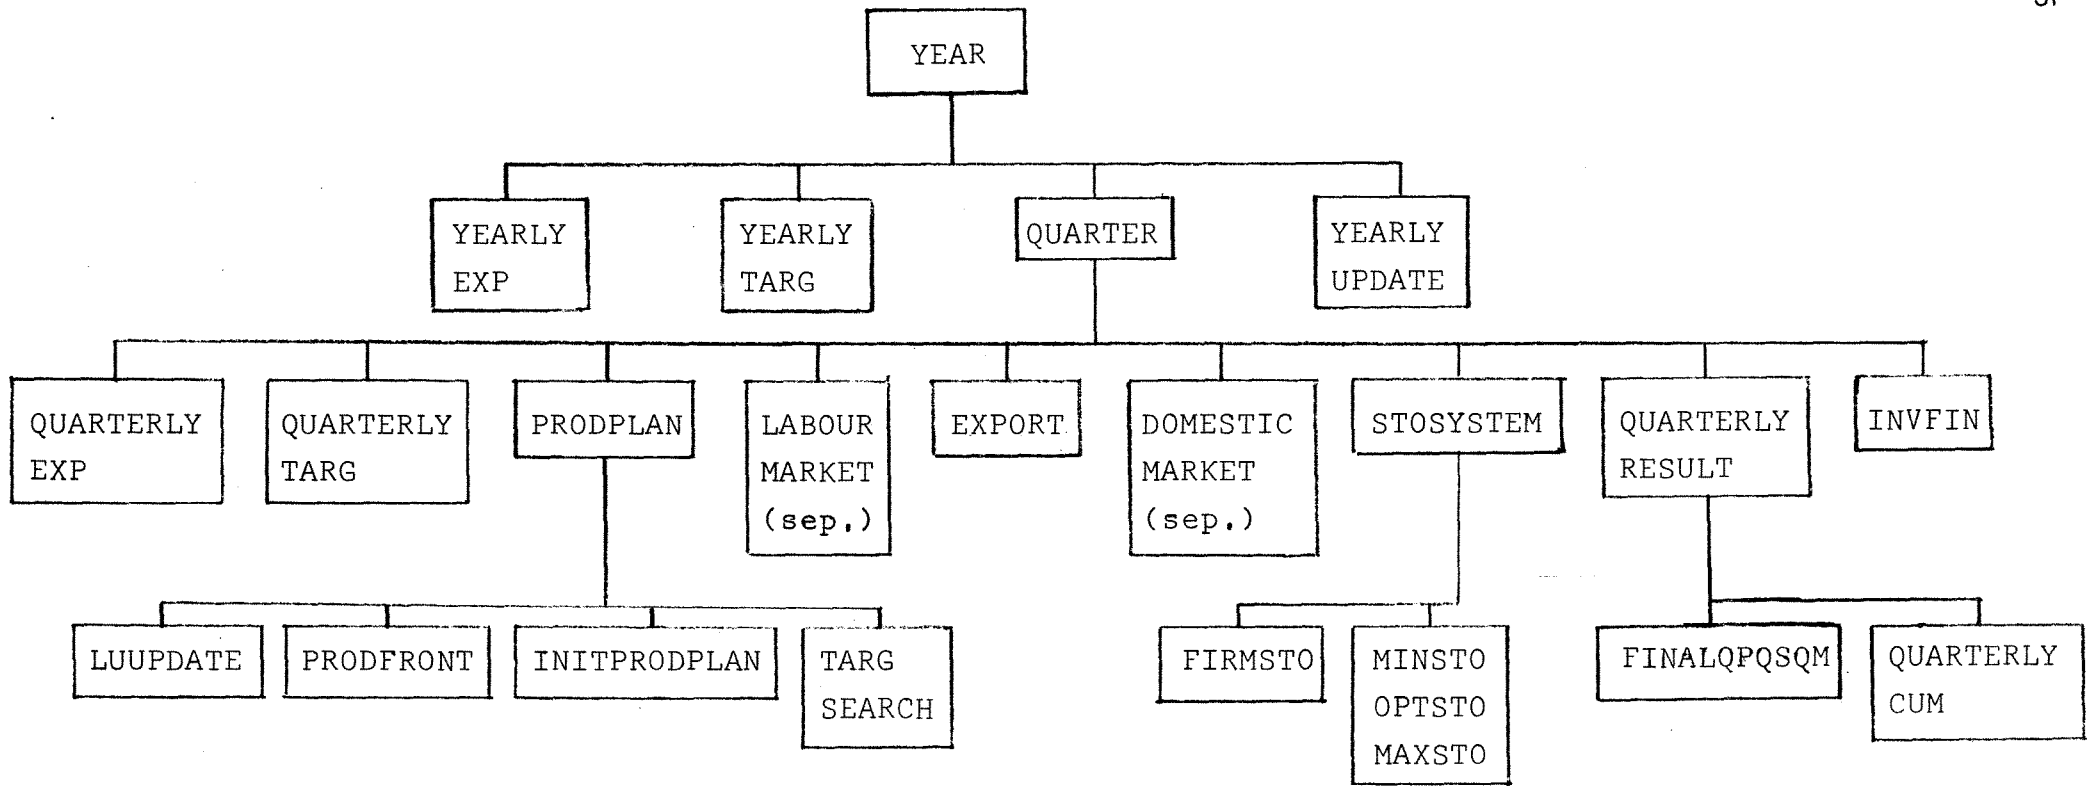 YEAR
YEARLY
EXP
YEARLY
TARG
QUARTER
YEARLY
UPDATE
QUARTERLY
EXP
QUARTERLY
TARG
PRODPLAN
LABOUR
MARKET
(sep.)
EXPORT
DOMESTIC
MARKET
(sep.)
STOSYSTEM
QUARTERLY
RESULT
INVFIN
LUUPDATE
PRODFRONT
INITPRODPLAN
TARG
SEARCH
FIRMSTO
MINSTO
OPTSTO
MAXSTO
FINALQPQSQM
QUARTERLY
CUM